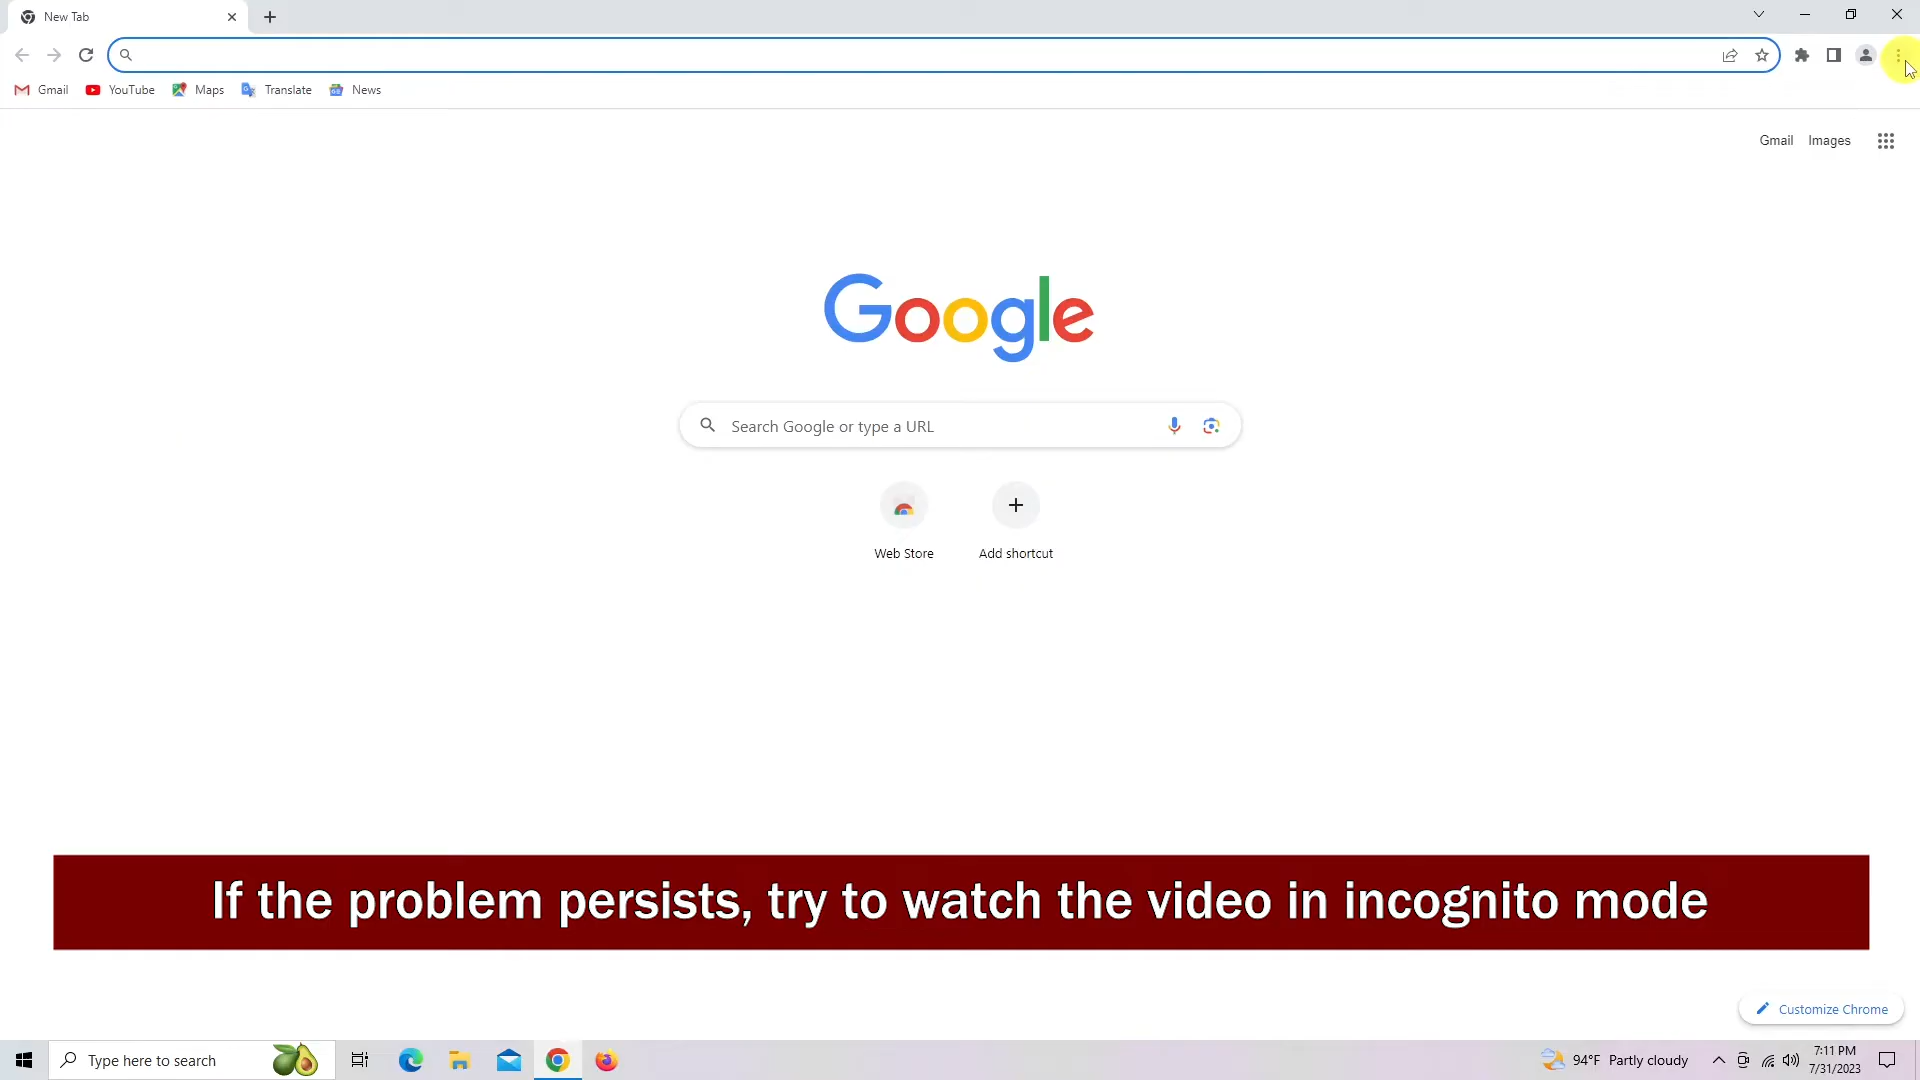 New Tab
Gmail
YouTube
Maps
Translate
News
Gmail
Images
Google
Search Google or type a URL
Web Store
Add shortcut
If the problem persists, try to watch the video in incognito mode
Customize Chrome
Type here to search
94°F Partly cloudy
7:11 PM
7/31/2023